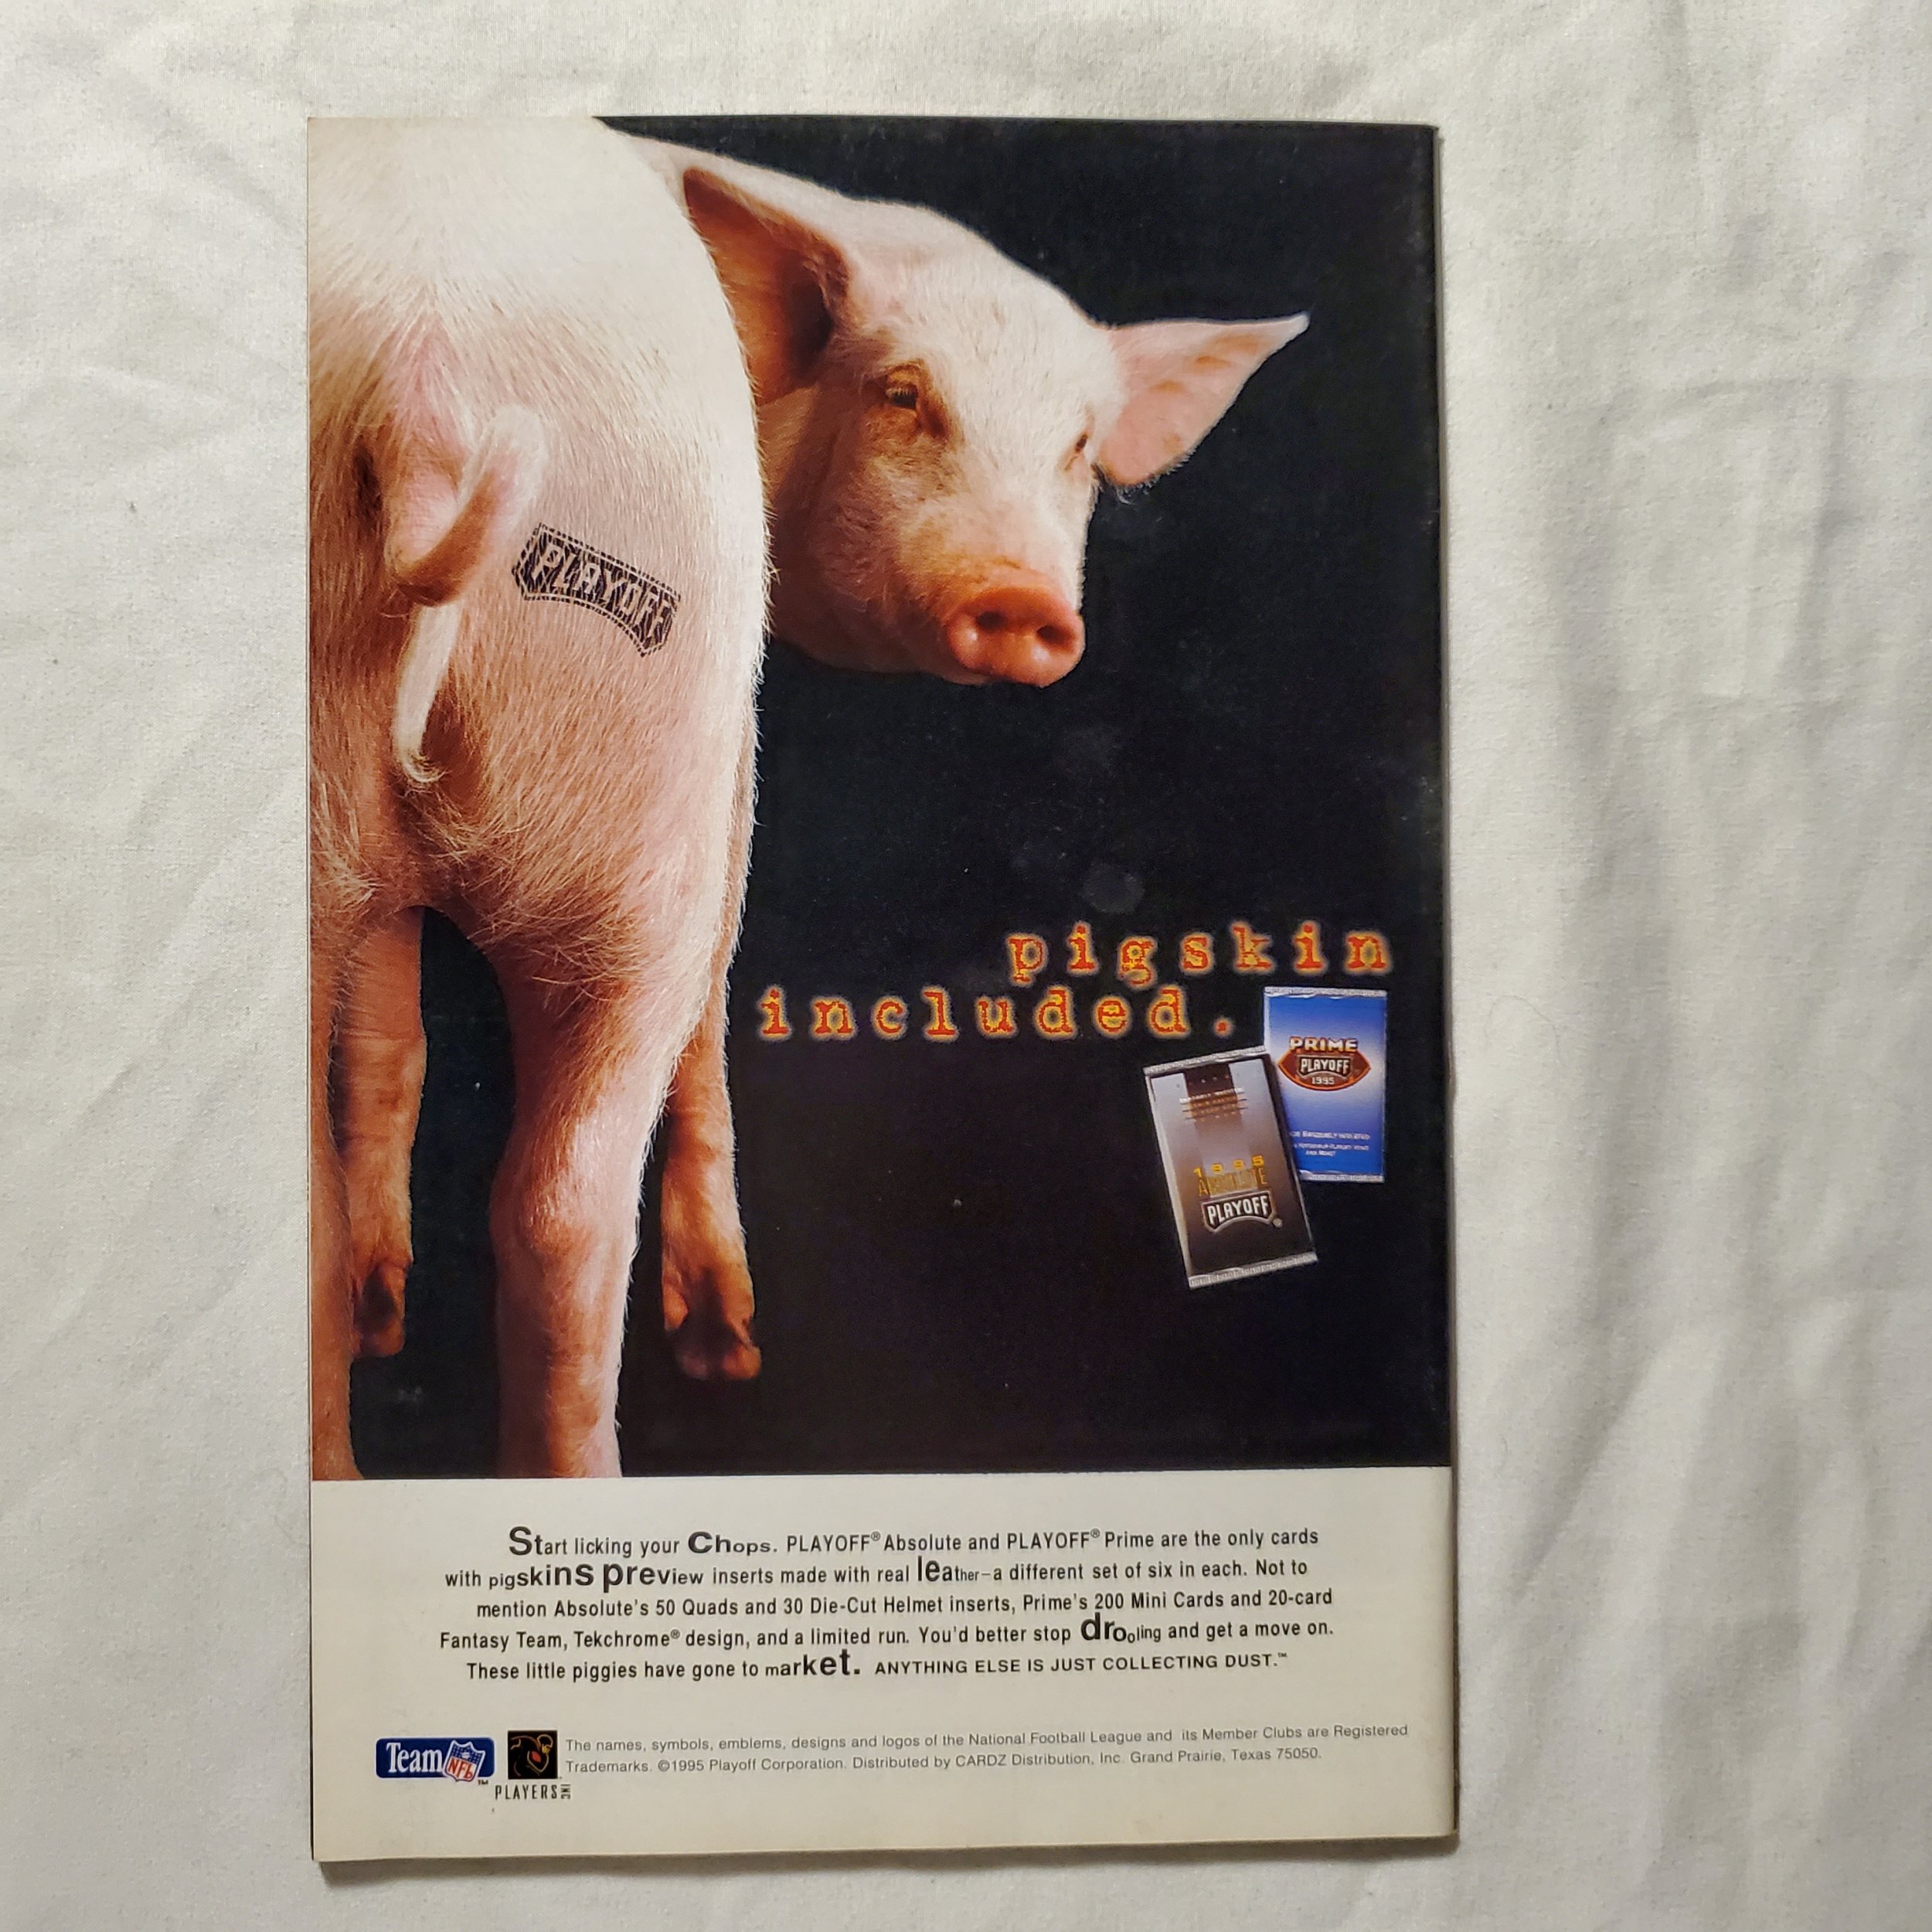 PLAYOFF
pigskin
included.
PRIME
PLAYOFF
1995
AND MORE!
1995
ABSOLUTE
PLAYOFF
Start licking your Chops. PLAYOFF® Absolute and PLAYOFF® Prime are the only cards
with pigskins preview inserts made with real leather–a different set of six in each. Not to
mention Absolute's 50 Quads and 30 Die-Cut Helmet inserts, Prime's 200 Mini Cards and 20-card
Fantasy Team, Tekchrome® design, and a limited run. You'd better stop drooling and get a move on.
These little piggies have gone to market. ANYTHING ELSE IS JUST COLLECTING DUST.™
Team NFL™
PLAYERS INC
The names, symbols, emblems, designs and logos of the National Football League and its Member Clubs are Registered
Trademarks. ©1995 Playoff Corporation. Distributed by CARDZ Distribution, Inc. Grand Prairie, Texas 75050.